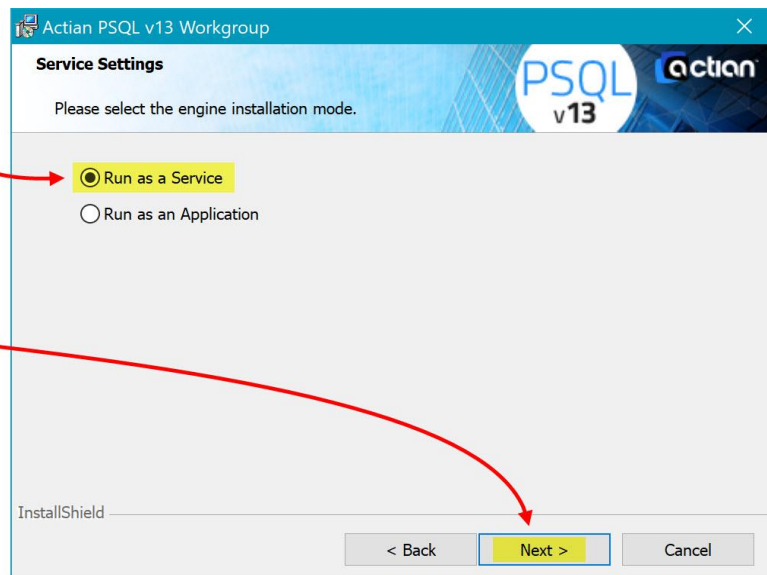 Actian PSQL v13 Workgroup
Service Settings
Please select the engine installation mode.
PSQL
v13
actian
Run as a Service
Run as an Application
InstallShield
< Back
Next >
Cancel